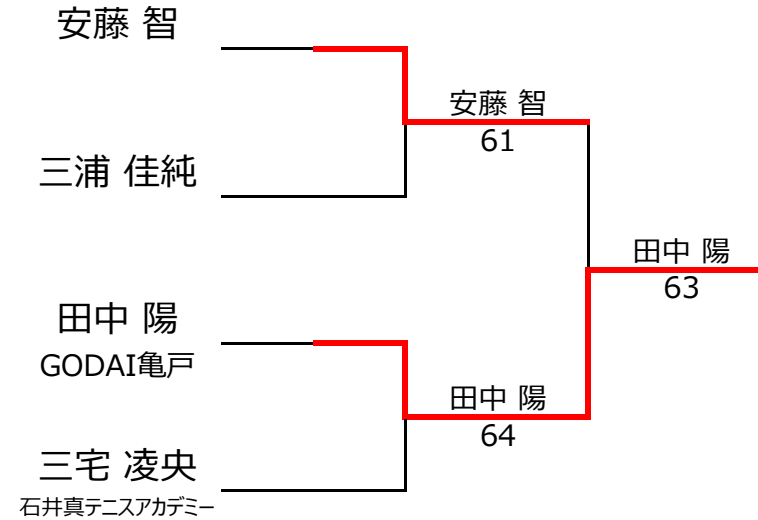 安藤 智
安藤 智
61
三浦 佳純
田中 陽
63
田中 陽
GODAI亀戸
田中 陽
64
三宅 凌央
石井真テニスアカデミー